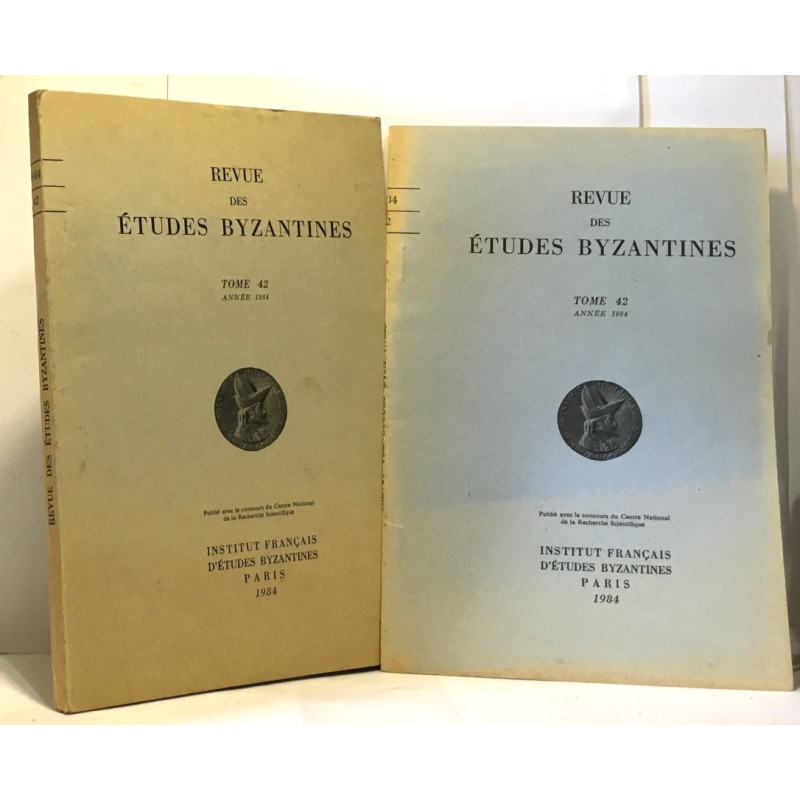 REVUE
DES
ÉTUDES BYZANTINES
TOME 42
ANNÉE 1984
Publié avec le concours du Centre National
de la Recherche Scientifique
INSTITUT FRANÇAIS
D'ÉTUDES BYZANTINES
PARIS
1984
REVUE DES ÉTUDES BYZANTINES
REVUE
DES
ÉTUDES BYZANTINES
TOME 42
ANNÉE 1984
Publié avec le concours du Centre National
de la Recherche Scientifique
INSTITUT FRANÇAIS
D'ÉTUDES BYZANTINES
PARIS
1984